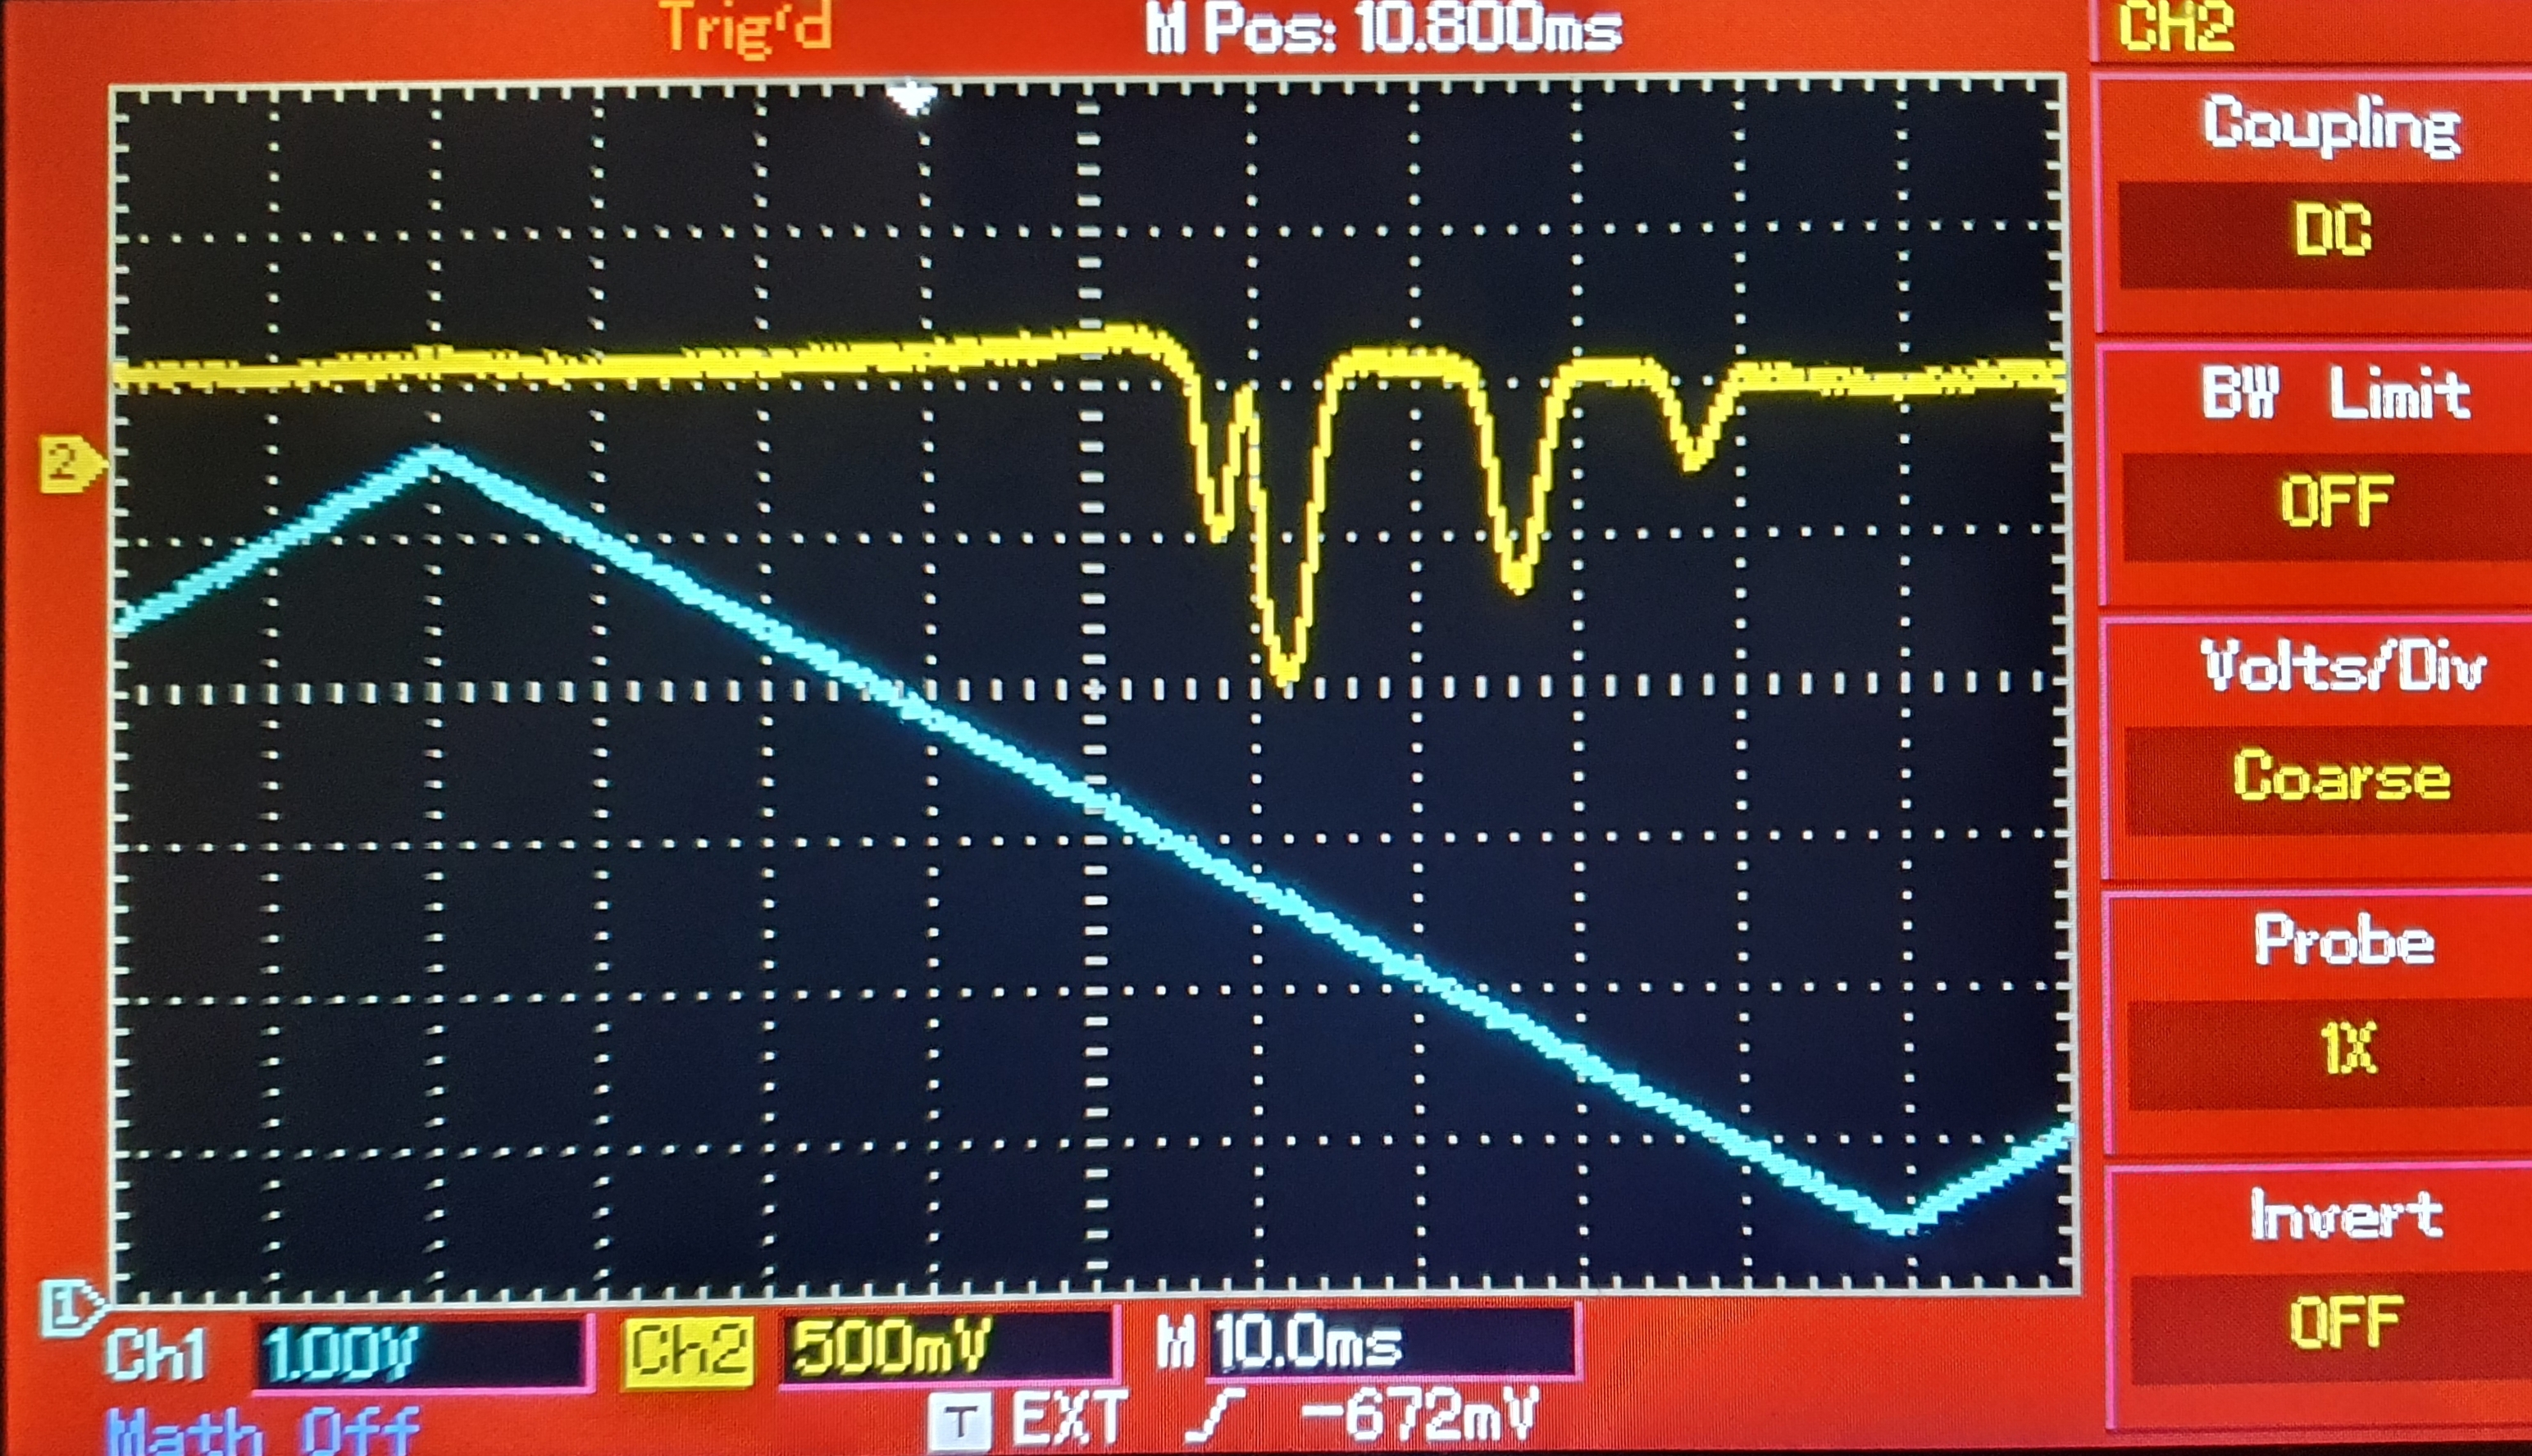 Trig'd M Pos: 10.800ms CH2
Coupling
DC
BW Limit
OFF
2
Volts/Div
Coarse
Probe
1X
Invert
OFF
1
Ch1 1.00V Ch2 500mV M 10.0ms
Math Off T EXT -672mV